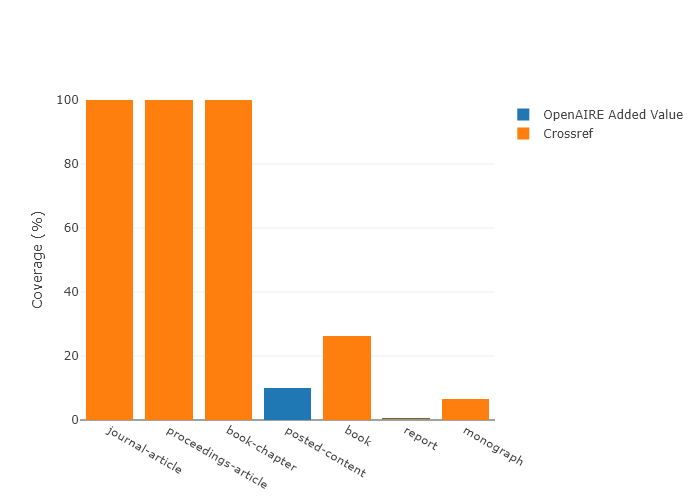 100
80
60
40
20
0
Coverage (%)
journal-article
proceedings-article
book-chapter
posted-content
book
report
monograph
OpenAIRE Added Value
Crossref